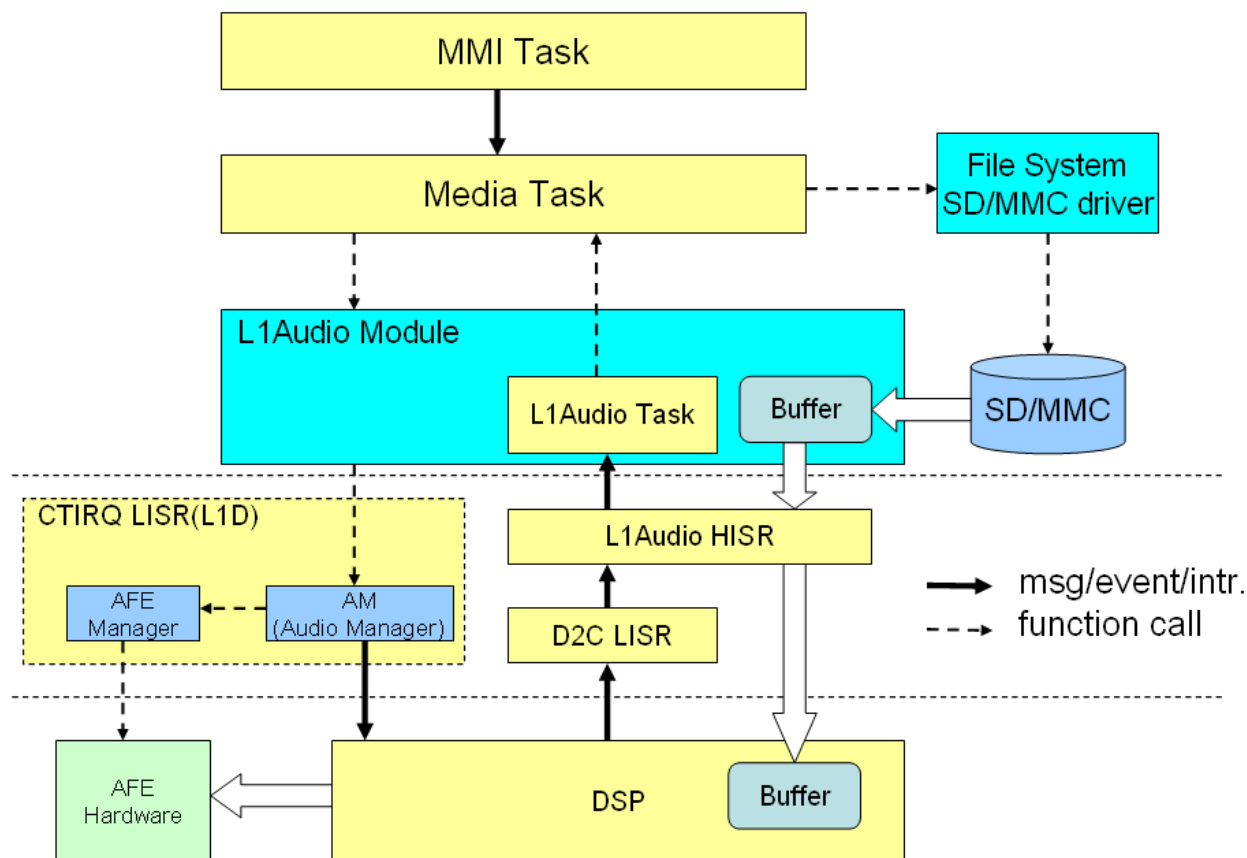 MMI Task
Media Task
File System
SD/MMC driver
L1Audio Module
L1Audio Task
Buffer
SD/MMC
CTIRQ LISR(L1D)
L1Audio HISR
AFE
Manager
AM
(Audio Manager)
D2C LISR
msg/event/intr.
function call
AFE
Hardware
DSP
Buffer